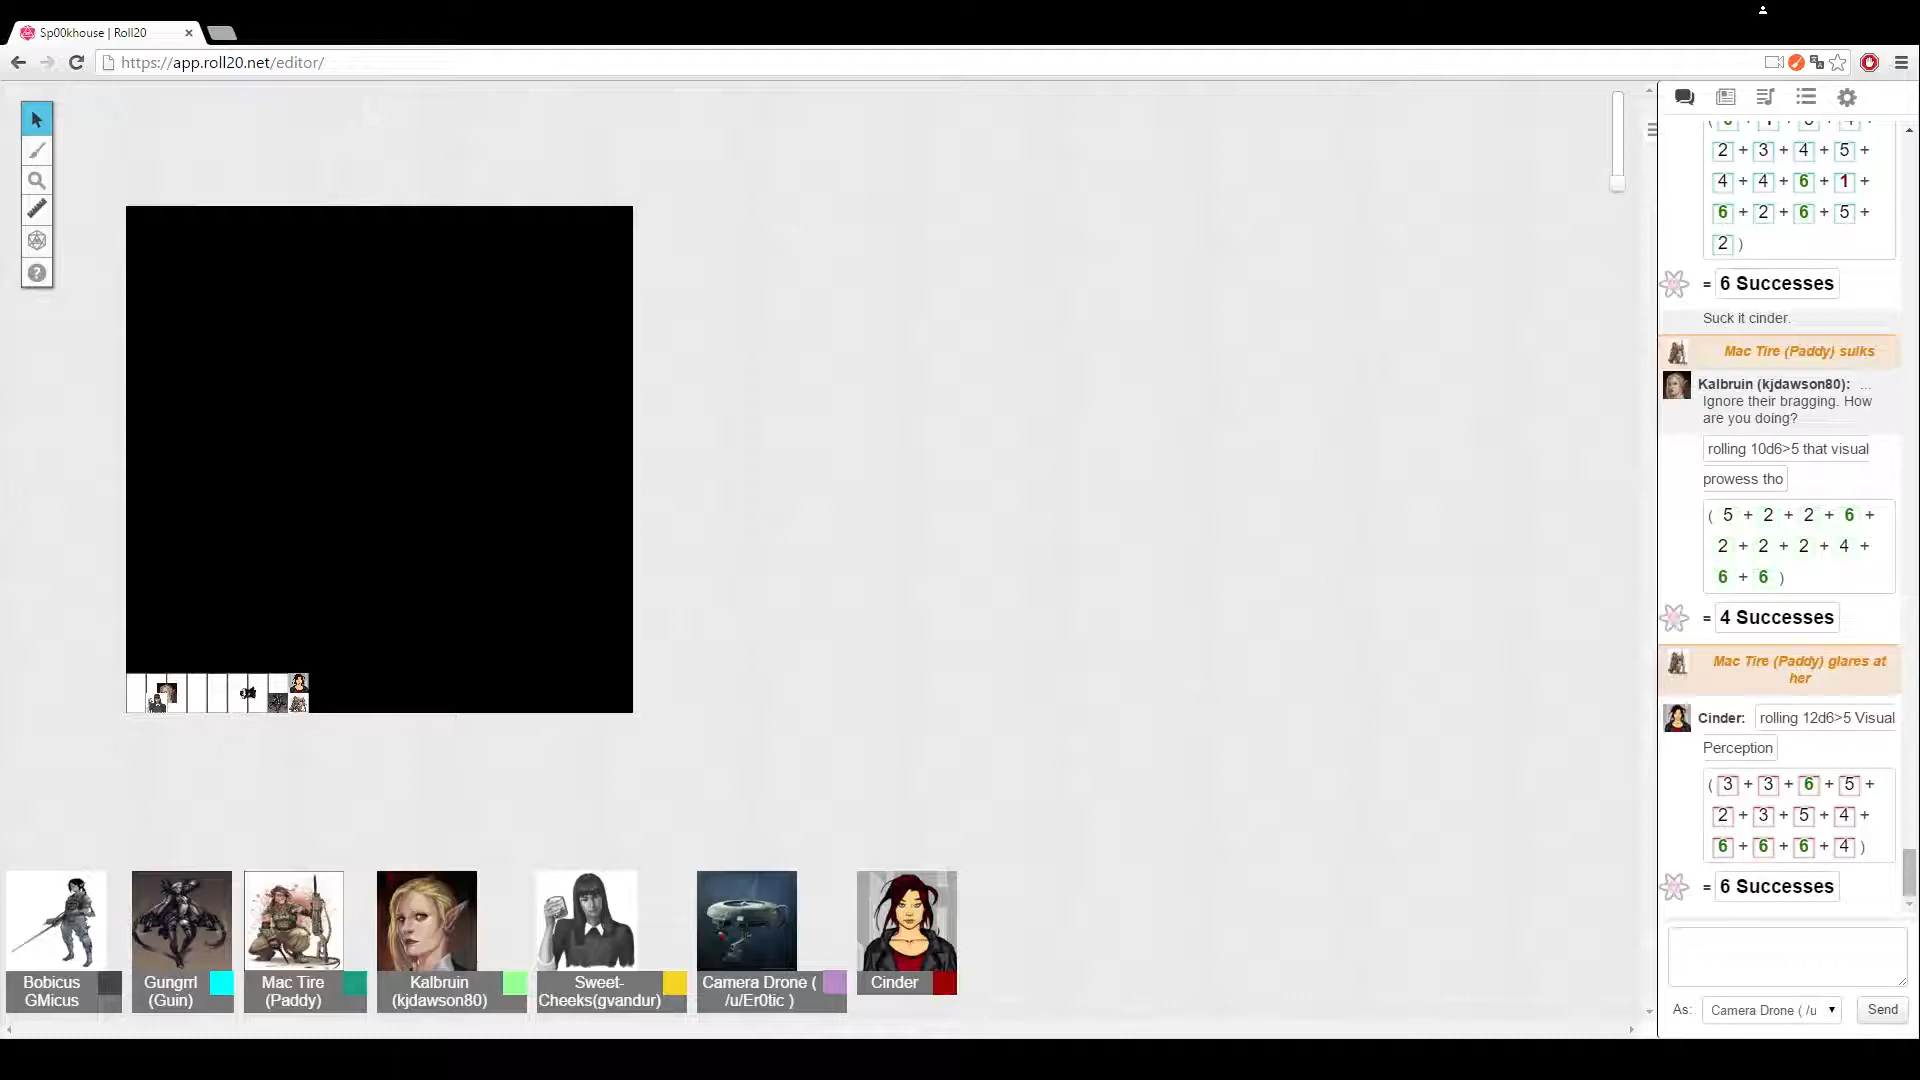 Sp00khouse | Roll20
https://app.roll20.net/editor/
2 + 3 + 4 + 5 +
4 + 4 + 6 + 1 +
6 + 2 + 6 + 5 +
2 )
= 6 Successes
Suck it cinder.
Mac Tire (Paddy) sulks
Kalbruin (kjdawson80): ...
Ignore their bragging. How
are you doing?
rolling 10d6>5 that visual
prowess tho
( 5 + 2 + 2 + 6 +
2 + 2 + 2 + 4 +
6 + 6 )
= 4 Successes
Mac Tire (Paddy) glares at
her
Cinder: rolling 12d6>5 Visual
Perception
( 3 + 3 + 6 + 5 +
2 + 3 + 5 + 4 +
6 + 6 + 6 + 4 )
= 6 Successes
As: Camera Drone ( /u
Send
Bobicus
GMicus
Gungrrl
(Guin)
Mac Tire
(Paddy)
Kalbruin
(kjdawson80)
Sweet-
Cheeks(gvandur)
Camera Drone (
/u/Er0tic )
Cinder